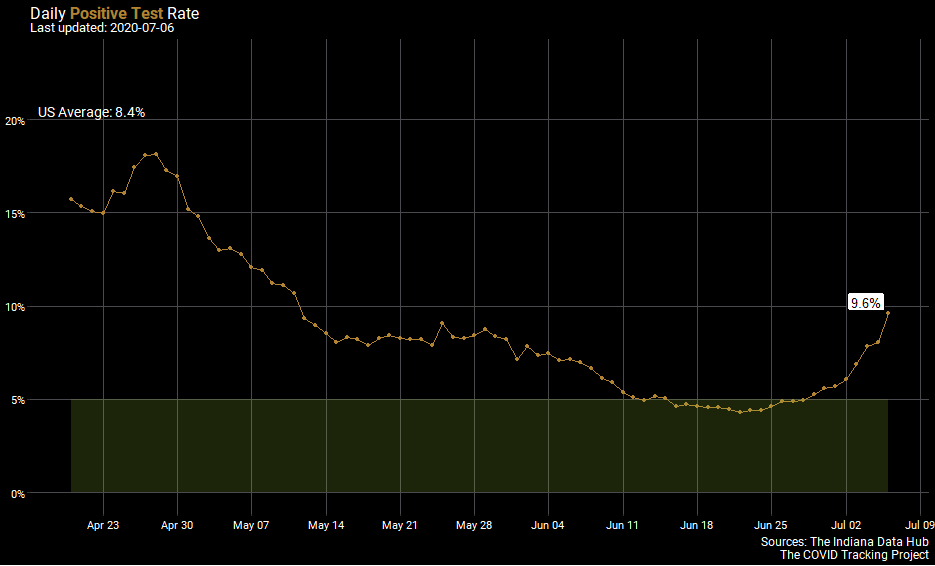 Daily Positive Test Rate
Last updated: 2020-07-06
US Average: 8.4%
20%
15%
10%
9.6%
5%
0%
Apr 23 Apr 30 May 07 May 14 May 21 May 28 Jun 04 Jun 11 Jun 18 Jun 25 Jul 02 Jul 09
Sources: The Indiana Data Hub
The COVID Tracking Project